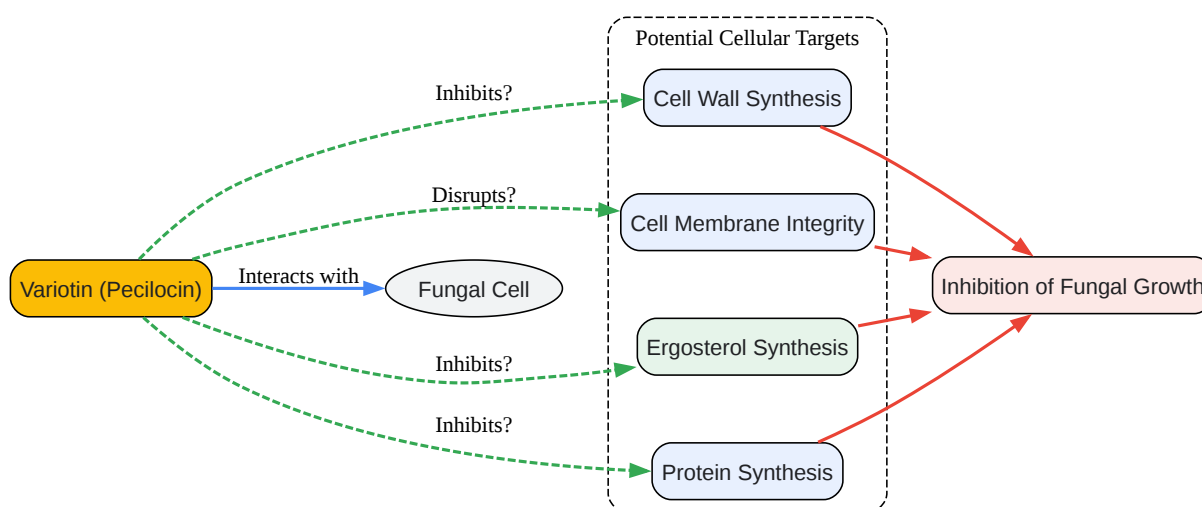 Potential Cellular Targets
Inhibits?
Cell Wall Synthesis
Disrupts?
Cell Membrane Integrity
Variotin (Pecilocin)
Interacts with
Fungal Cell
Inhibition of Fungal Growth
Inhibits?
Ergosterol Synthesis
Inhibits?
Protein Synthesis